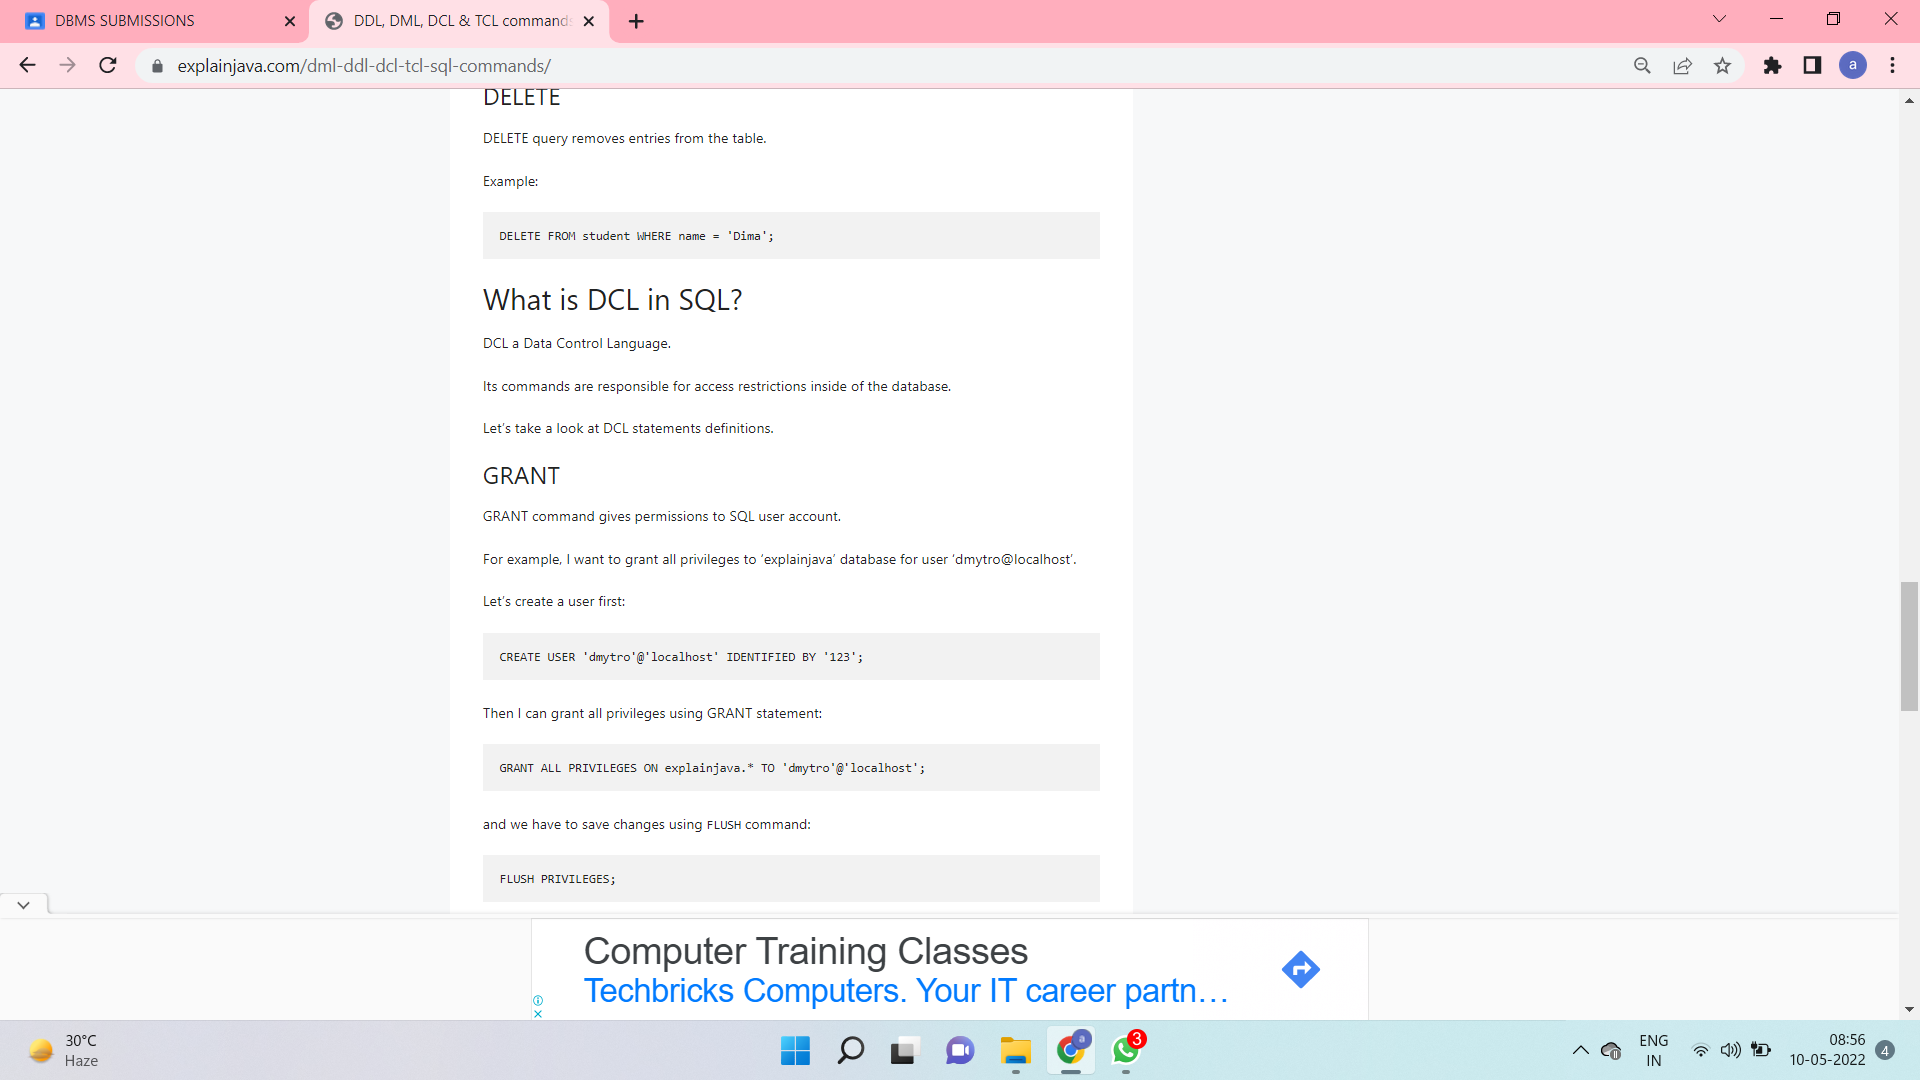 DBMS SUBMISSIONS
DDL, DML, DCL & TCL command
explainjava.com/dml-ddl-dcl-tcl-sql-commands/
a
DELETE
DELETE query removes entries from the table.
Example:
DELETE FROM student WHERE name = 'Dima';
What is DCL in SQL?
DCL a Data Control Language.
Its commands are responsible for access restrictions inside of the database.
Let’s take a look at DCL statements definitions.
GRANT
GRANT command gives permissions to SQL user account.
For example, I want to grant all privileges to ‘explainjava’ database for user ‘dmytro@localhost’.
Let’s create a user first:
CREATE USER 'dmytro'@'localhost' IDENTIFIED BY '123';
Then I can grant all privileges using GRANT statement:
GRANT ALL PRIVILEGES ON explainjava.* TO 'dmytro'@'localhost';
and we have to save changes using FLUSH command:
FLUSH PRIVILEGES;
Computer Training Classes
Techbricks Computers. Your IT career partn...
30°C
Haze
a
3
ENG
IN
08:56
10-05-2022
4